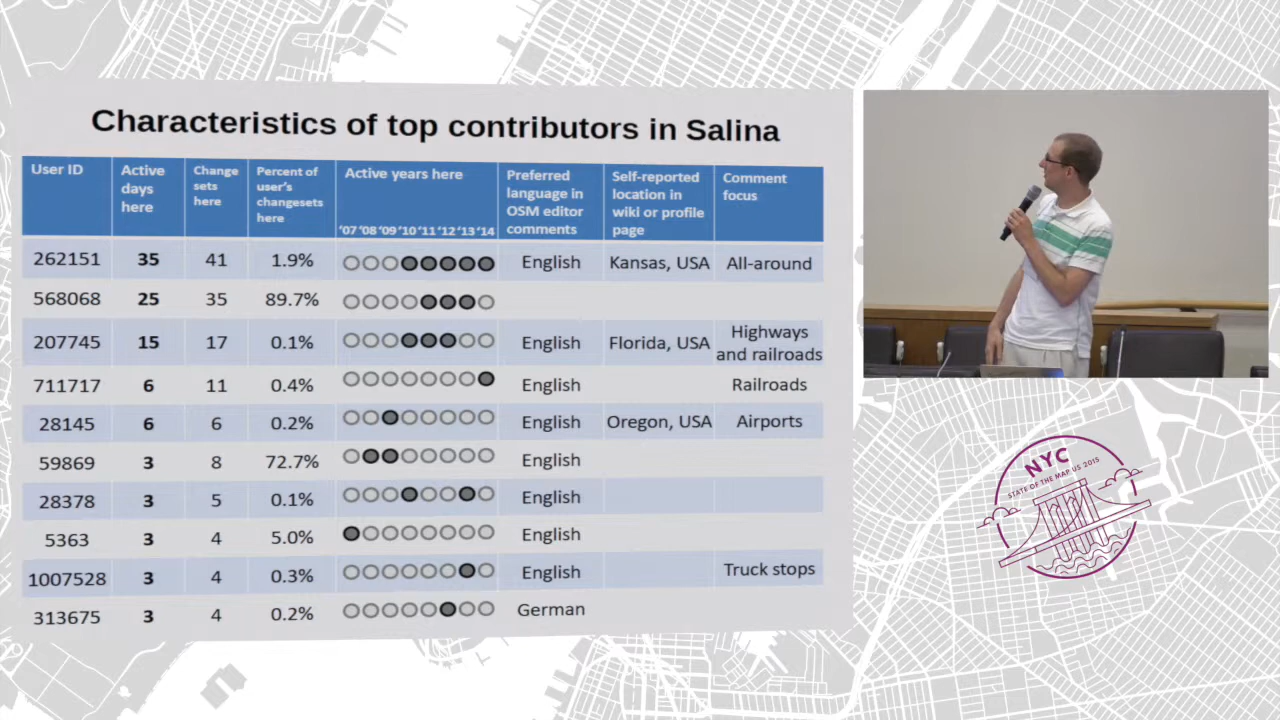 Characteristics of top contributors in Salina
User ID
Active
days
here
Change
sets
here
Percent of
user's
changesets
here
Active years here
'07 '08 '09 '10 '11 '12 '13 '14
Preferred
language in
OSM editor
comments
Self-reported
location in
wiki or profile
page
Comment
focus
262151 35 41 1.9% English Kansas, USA All-around
568068 25 35 89.7%
207745 15 17 0.1% English Florida, USA Highways
and railroads
711717 6 11 0.4% English Railroads
28145 6 6 0.2% English Oregon, USA Airports
59869 3 8 72.7% English
28378 3 5 0.1% English
5363 3 4 5.0% English
1007528 3 4 0.3% English Truck stops
313675 3 4 0.2% German
NYC
STATE OF THE MAP US 2015